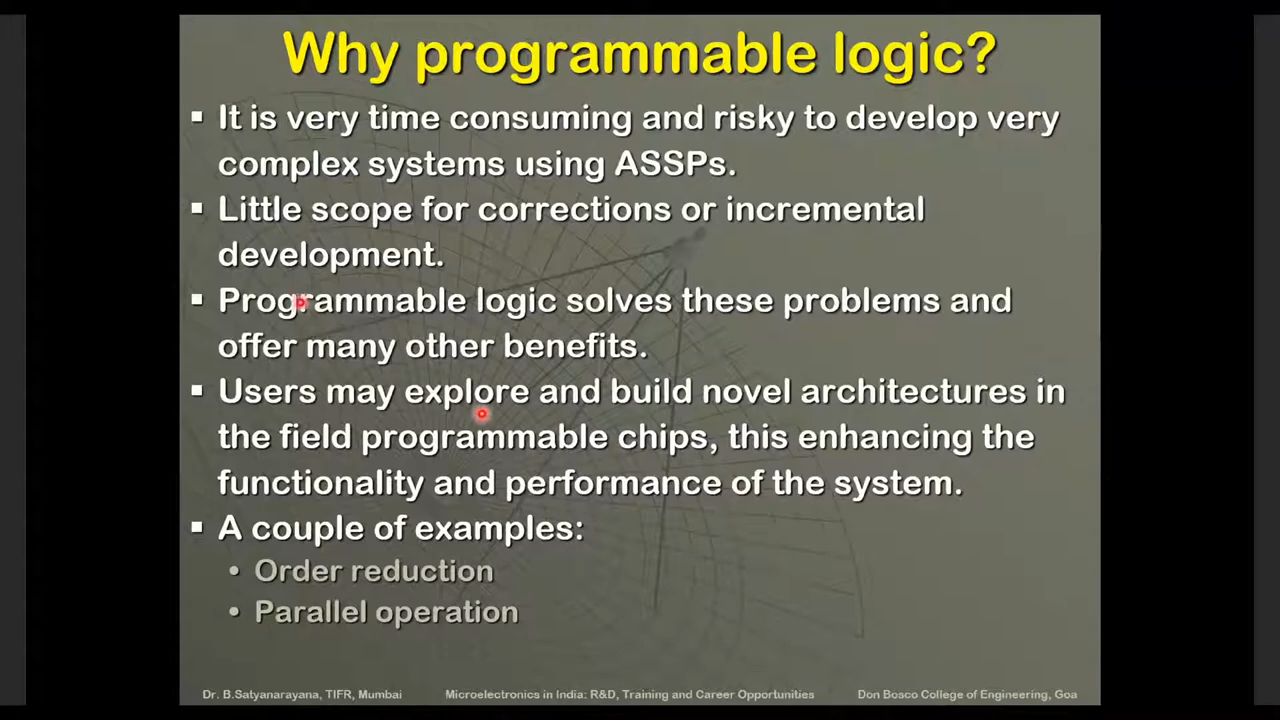 Why programmable logic?
▪ It is very time consuming and risky to develop very
complex systems using ASSPs.
▪ Little scope for corrections or incremental
development.
▪ Programmable logic solves these problems and
offer many other benefits.
▪ Users may explore and build novel architectures in
the field programmable chips, this enhancing the
functionality and performance of the system.
▪ A couple of examples:
• Order reduction
• Parallel operation
Dr. B.Satyanarayana, TIFR, Mumbai Microelectronics in India: R&D, Training and Career Opportunities Don Bosco College of Engineering, Goa